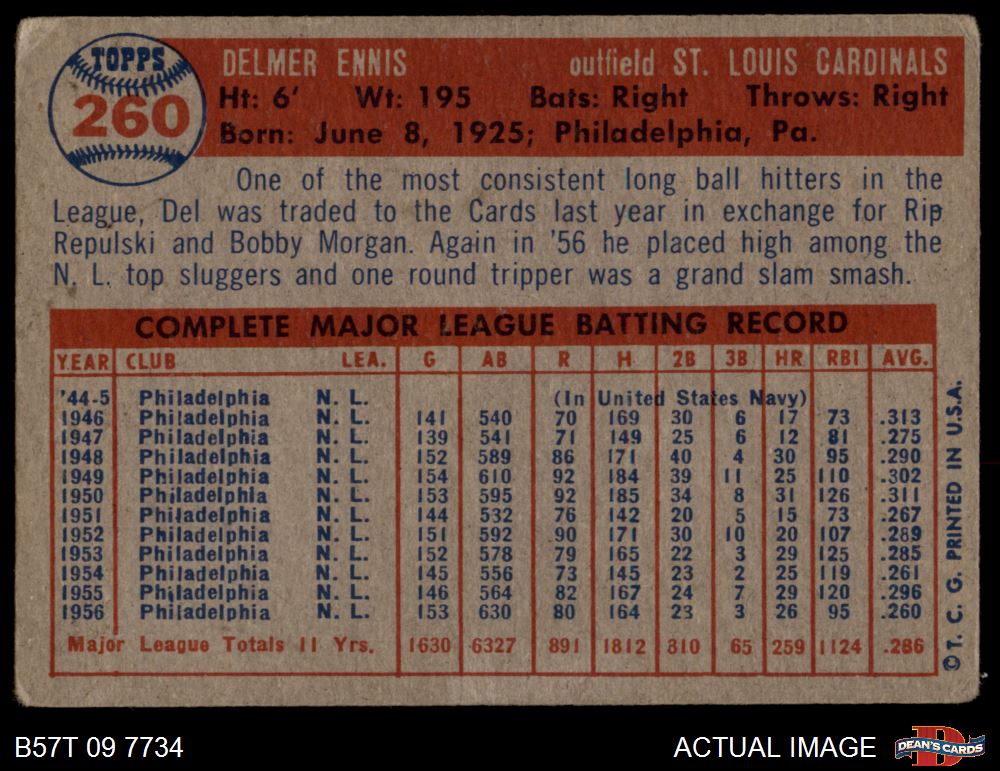 TOPPS
260
DELMER ENNIS outfield ST. LOUIS CARDINALS
Ht: 6' Wt: 195 Bats: Right Throws: Right
Born: June 8, 1925; Philadelphia, Pa.
One of the most consistent long ball hitters in the
League, Del was traded to the Cards last year in exchange for Rip
Repulski and Bobby Morgan. Again in '56 he placed high among the
N. L. top sluggers and one round tripper was a grand slam smash.
COMPLETE MAJOR LEAGUE BATTING RECORD
YEAR CLUB LEA. G AB R H 2B 3B HR RBI AVG.
'44-5 Philadelphia N. L. (In United States Navy)
1946 Philadelphia N. L. 141 540 70 169 30 6 17 73 .313
1947 Philadelphia N. L. 139 541 71 149 25 6 12 81 .275
1948 Philadelphia N. L. 152 589 86 171 40 4 30 95 .290
1949 Philadelphia N. L. 154 610 92 184 39 11 25 110 .302
1950 Philadelphia N. L. 153 595 92 185 34 8 31 126 .311
1951 Philadelphia N. L. 144 532 76 142 20 5 15 73 .267
1952 Philadelphia N. L. 151 592 90 171 30 10 20 107 .289
1953 Philadelphia N. L. 152 578 79 165 22 3 29 125 .285
1954 Philadelphia N. L. 145 556 73 145 23 2 25 119 .261
1955 Philadelphia N. L. 146 564 82 167 24 7 29 120 .296
1956 Philadelphia N. L. 153 630 80 164 23 3 26 95 .260
Major League Totals 11 Yrs. 1630 6327 891 1812 310 65 259 1124 .286
©T. C. G. PRINTED IN U.S.A.
B57T 09 7734 ACTUAL IMAGE
DEAN'S CARDS